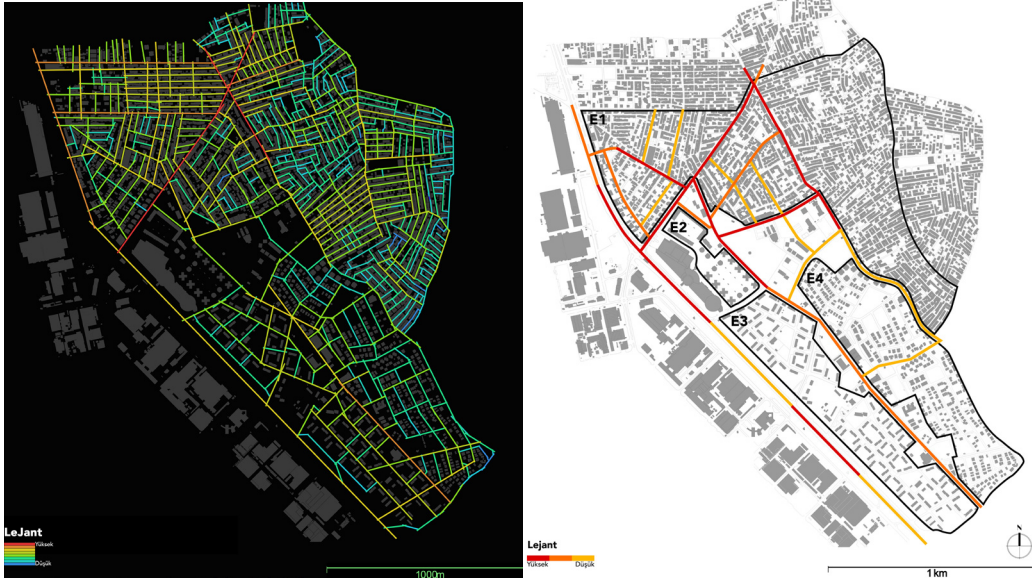 LeJant
Yüksek
Düşük
1000m
E1
E2
E4
E3
Lejant
Yüksek
Düşük
N
1 km